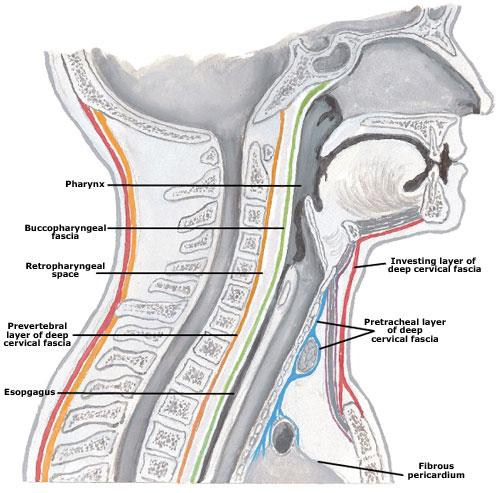 Pharynx
Buccopharyngeal
fascia
Retropharyngeal
space
Prevertebral
layer of deep
cervical fascia
Esopgagus
Investing layer of
deep cervical fascia
Pretracheal layer
of deep
cervical fascia
Fibrous
pericardium